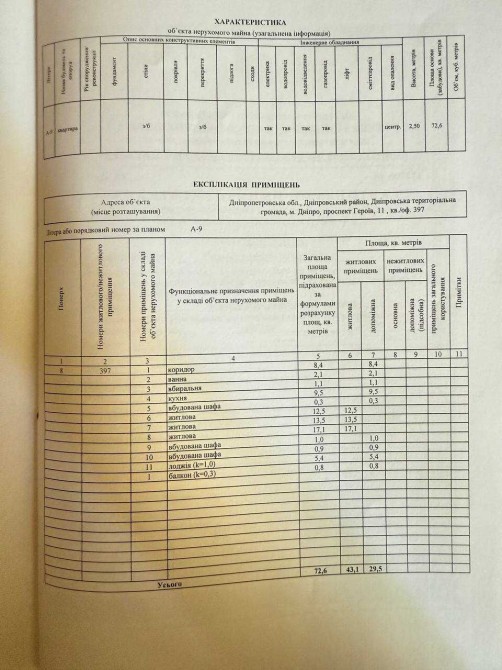 ХАРАКТЕРИСТИКА
об`єкта нерухомого майна (узагальнена інформація)
Опис основних конструктивних елементів Інженерне обладнання
Літера
Назва будинку та
Рік
реконструкції
фундамент
стіни
покрівля
перекриття
підлога
сходи
електрика
водопровід
водовідведення
газопровід
ліфт
сміттєпровід
вид опалення
Висота, метрів
Площа основи
(забудови), кв. метрів
Об`єм, куб. метрів
А-9 квартира з/б з/б так так так так центр. 2,50 72,6
ЕКСПЛІКАЦІЯ ПРИМІЩЕНЬ
Адреса об`єкта
(місце розташування)
Дніпропетровська обл., Дніпровський район, Дніпровська територіальна
громада, м. Дніпро, проспект Героїв, 11 , кв./оф. 397
Літера або порядковий номер за планом А-9
Поверх
Номери житлового/нежитлового
приміщення
Номери приміщень у складі
об`єкта нерухомого майна
Функціональне призначення приміщень
у складі об`єкта нерухомого майна
Загальна
площа
приміщень,
підрахована
за
формулами
розрахунку
площ, кв.
метрів
Площа, кв. метрів
житлових
приміщень
нежитлових
приміщень
житлова
допоміжна
основна
допоміжна
(підсобна)
приміщень загального
користування
Примітки
1 2 3 4 5 6 7 8 9 10 11
8 397 1 коридор 8,4 8,4
2 ванна 2,1 2,1
3 вбиральня 1,1 1,1
4 кухня 9,5 9,5
5 вбудована шафа 0,3 0,3
6 житлова 12,5 12,5
7 житлова 13,5 13,5
8 житлова 17,1 17,1
9 вбудована шафа 1,0 1,0
10 вбудована шафа 0,9 0,9
11 лоджія (k=1,0) 5,4 5,4
І балкон (k=0,3) 0,8 0,8
Усього 72,6 43,1 29,5